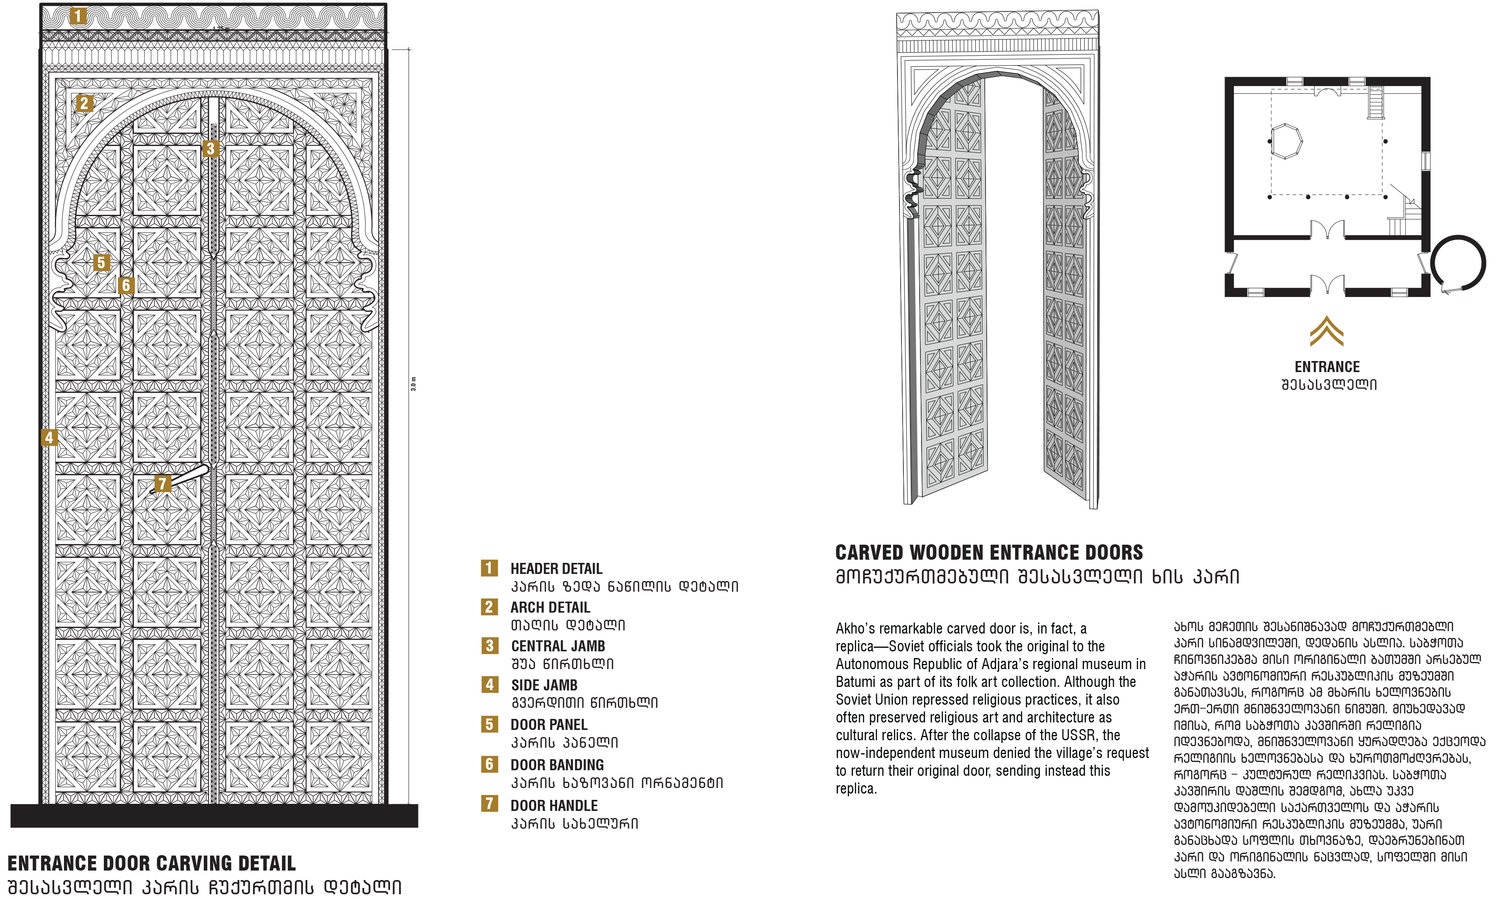 1
1.25 m
2
3
5
6
3.0 m
4
7
ENTRANCE DOOR CARVING DETAIL
შესასვლელი კარის ჩუქურთმის დეტალი
1 HEADER DETAIL
კარის ზედა ნაწილის დეტალი
2 ARCH DETAIL
თაღის დეტალი
3 CENTRAL JAMB
შუა წირთხლი
4 SIDE JAMB
გვერდითი წირთხლი
5 DOOR PANEL
კარის პანელი
6 DOOR BANDING
კარის ხაზოვანი ორნამენტი
7 DOOR HANDLE
კარის სახელური
ENTRANCE
შესასვლელი
CARVED WOODEN ENTRANCE DOORS
მოჩუქურთმებული შესასვლელი ხის კარი
Akho's remarkable carved door is, in fact, a
replica—Soviet officials took the original to the
Autonomous Republic of Adjara's regional museum in
Batumi as part of its folk art collection. Although the
Soviet Union repressed religious practices, it also
often preserved religious art and architecture as
cultural relics. After the collapse of the USSR, the
now-independent museum denied the village's request
to return their original door, sending instead this
replica.
ახოს მეჩეთის შესანიშნავად მოჩუქურთმებლი
კარი სინამდვილეში, დედანის ასლია. საბჭოთა
ჩინოვნიკებმა მისი ორიგინალი ბათუმში არსებულ
აჭარის ავტონომიური რესპუბლიკის მუზეუმში
განათავსეს, როგორც ამ მხარის ხელოვნების
ერთ-ერთი მნიშნველოვანი ნიმუში. მიუხედავად
იმისა, რომ საბჭოთა კავშირში რელიგია
იდევნებოდა, მნიშნველოვანი ყურადღება ექცეოდა
რელიგიის ხელოვნებასა და ხუროთმოძღვრებას,
როგორც – კულტურულ რელიკვიას. საბჭოთა
კავშირის დაშლის შემდგომ, ახლა უკვე
დამოუკიდებელი საქართველოს და აჭარის
ავტონომიური რესპუბლიკის მუზეუმმა, უარი
განაცხადა სოფლის თხოვნაზე, დაებრუნებინათ
კარი და ორიგინალის ნაცვლად, სოფელში მისი
ასლი გააგზავნა.